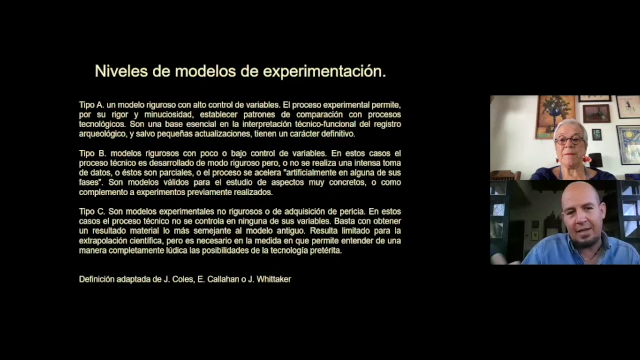 Niveles de modelos de experimentación.
Tipo A. un modelo riguroso con alto control de variables. El proceso experimental permite,
por su rigor y minuciosidad, establecer patrones de comparación con procesos
tecnológicos. Son una base esencial en la interpretación técnico-funcional del registro
arqueológico, y salvo pequeñas actualizaciones, tienen un carácter definitivo.
Tipo B. modelos rigurosos con poco o bajo control de variables. En estos casos el
proceso técnico es desarrollado de modo riguroso pero, o no se realiza una intensa toma
de datos, o éstos son parciales, o el proceso se acelera "artificialmente en alguna de sus
fases". Son modelos válidos para el estudio de aspectos muy concretos, o como
complemento a experimentos previamente realizados.
Tipo C. Son modelos experimentales no rigurosos o de adquisición de pericia. En estos
casos el proceso técnico no se controla en ninguna de sus variables. Basta con obtener
un resultado material lo más semejante al modelo antiguo. Resulta limitado para la
extrapolación científica, pero es necesario en la medida en que permite entender de una
manera completamente lúdica las posibilidades de la tecnología pretérita.
Definición adaptada de J. Coles, E. Callahan o J. Whittaker